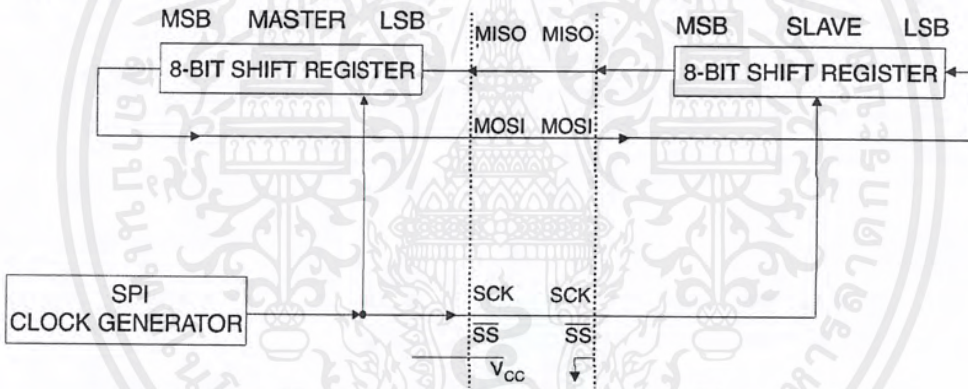 MSB MASTER LSB
8-BIT SHIFT REGISTER
MISO MISO
MSB SLAVE LSB
8-BIT SHIFT REGISTER
MOSI MOSI
SPI
CLOCK GENERATOR
SCK SCK
SS SS
VCC